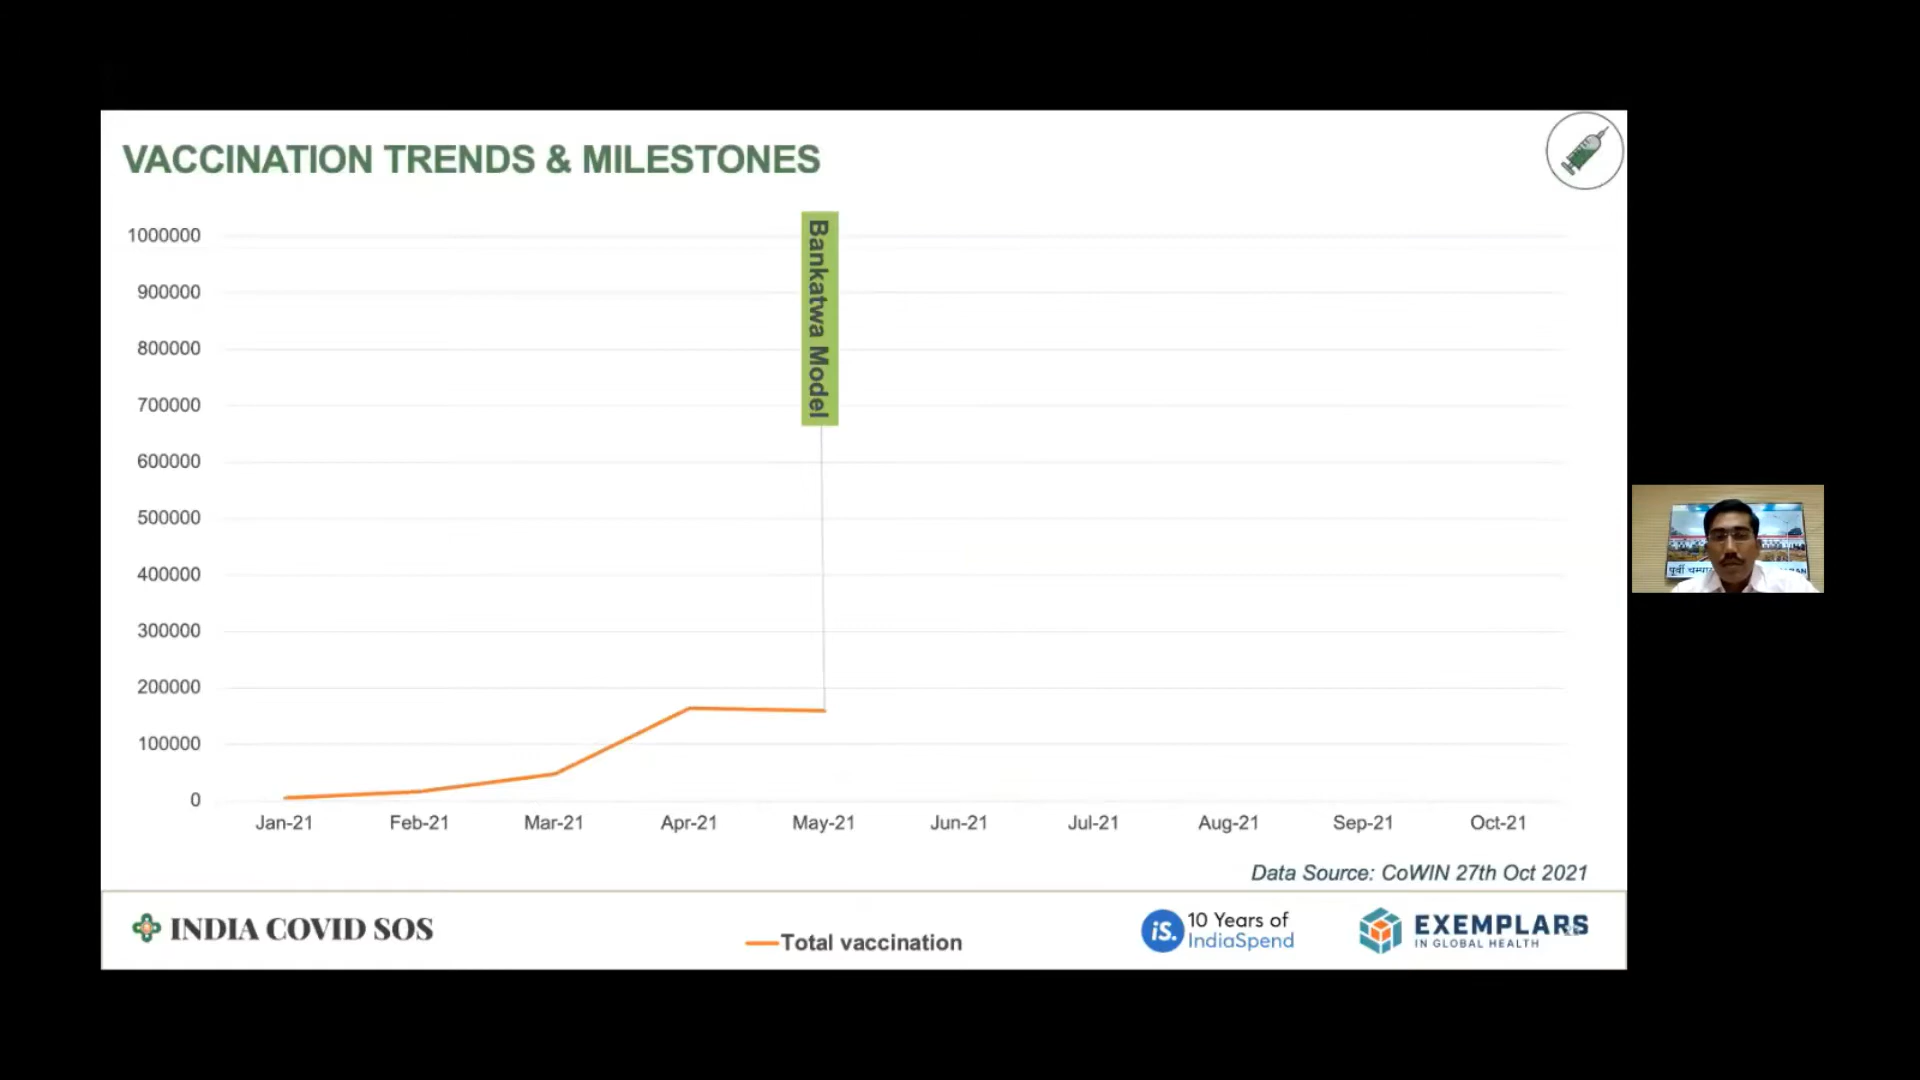 VACCINATION TRENDS & MILESTONES
1000000
900000
800000
700000
600000
500000
400000
300000
200000
100000
0
Bankatwa Model
Jan-21 Feb-21 Mar-21 Apr-21 May-21 Jun-21 Jul-21 Aug-21 Sep-21 Oct-21
Data Source: CoWIN 27th Oct 2021
INDIA COVID SOS
Total vaccination
iS. 10 Years of
IndiaSpend
EXEMPLARS
IN GLOBAL HEALTH
पूर्वी